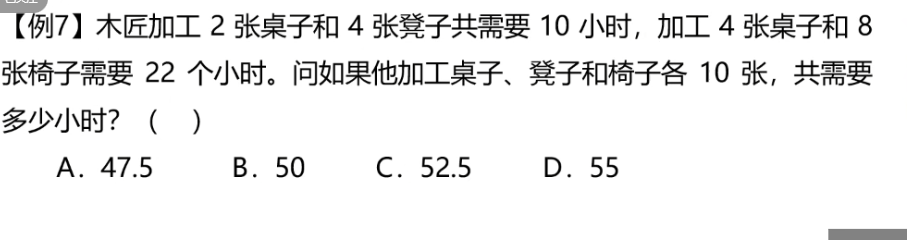 【例7】木匠加工 2 张桌子和 4 张凳子共需要 10 小时，加工 4 张桌子和 8
张椅子需要 22 个小时。问如果他加工桌子、凳子和椅子各 10 张，共需要
多少小时？（ ）
A．47.5 B．50 C．52.5 D．55